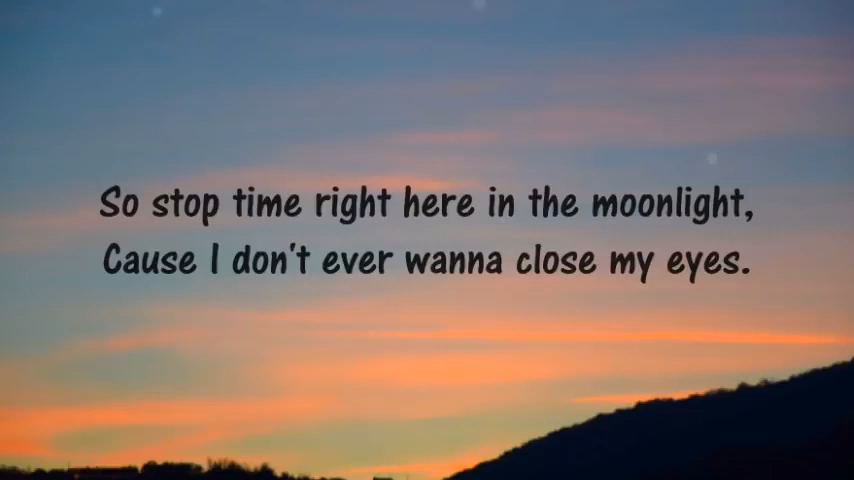 So stop time right here in the moonlight,
Cause I don't ever wanna close my eyes.